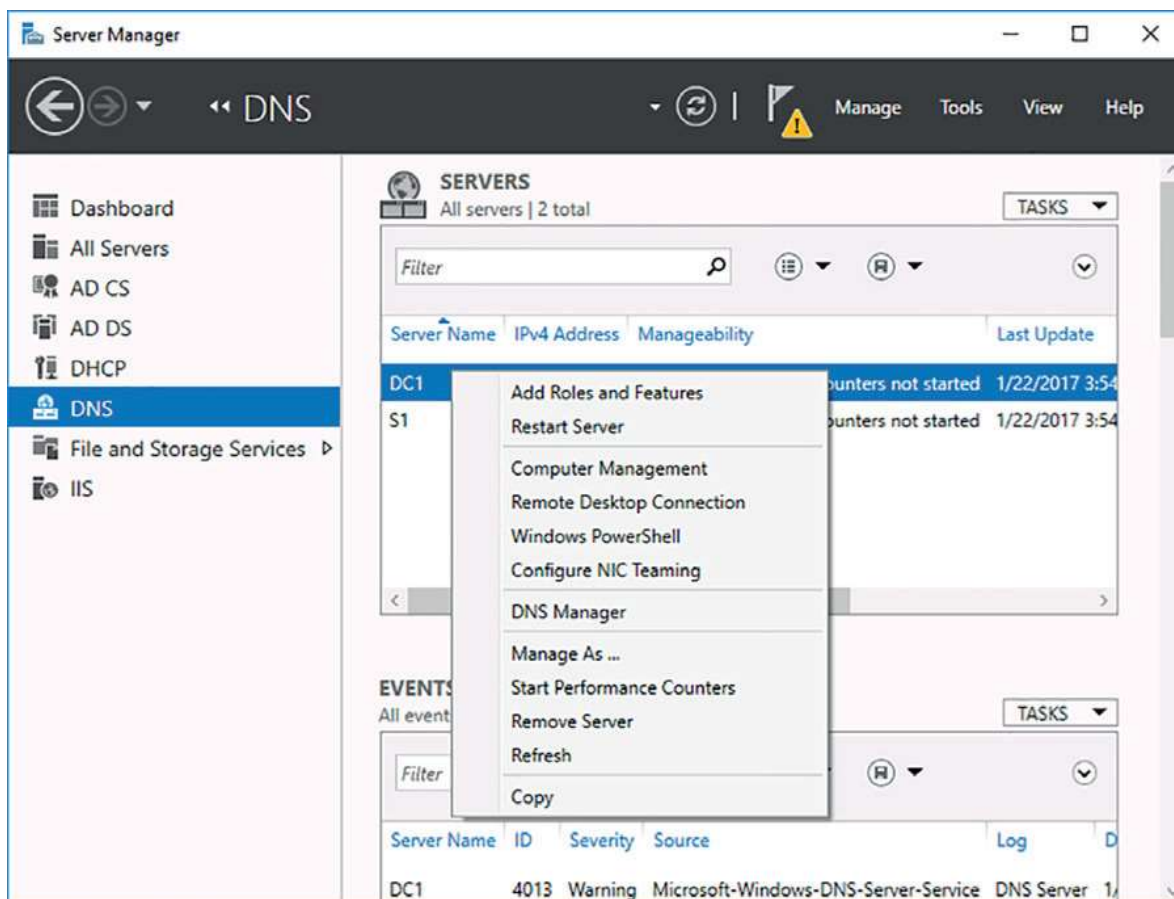 Server Manager
DNS
Manage Tools View Help
Dashboard
All Servers
AD CS
AD DS
DHCP
DNS
File and Storage Services
IIS
SERVERS
All servers | 2 total
TASKS
Filter
Server Name IPv4 Address Manageability Last Update
DC1 ounters not started 1/22/2017 3:54
S1 ounters not started 1/22/2017 3:54
Add Roles and Features
Restart Server
Computer Management
Remote Desktop Connection
Windows PowerShell
Configure NIC Teaming
DNS Manager
Manage As ...
Start Performance Counters
Remove Server
Refresh
Copy
EVENTS
All event
TASKS
Filter
Server Name ID Severity Source Log D
DC1 4013 Warning Microsoft-Windows-DNS-Server-Service DNS Server 1/